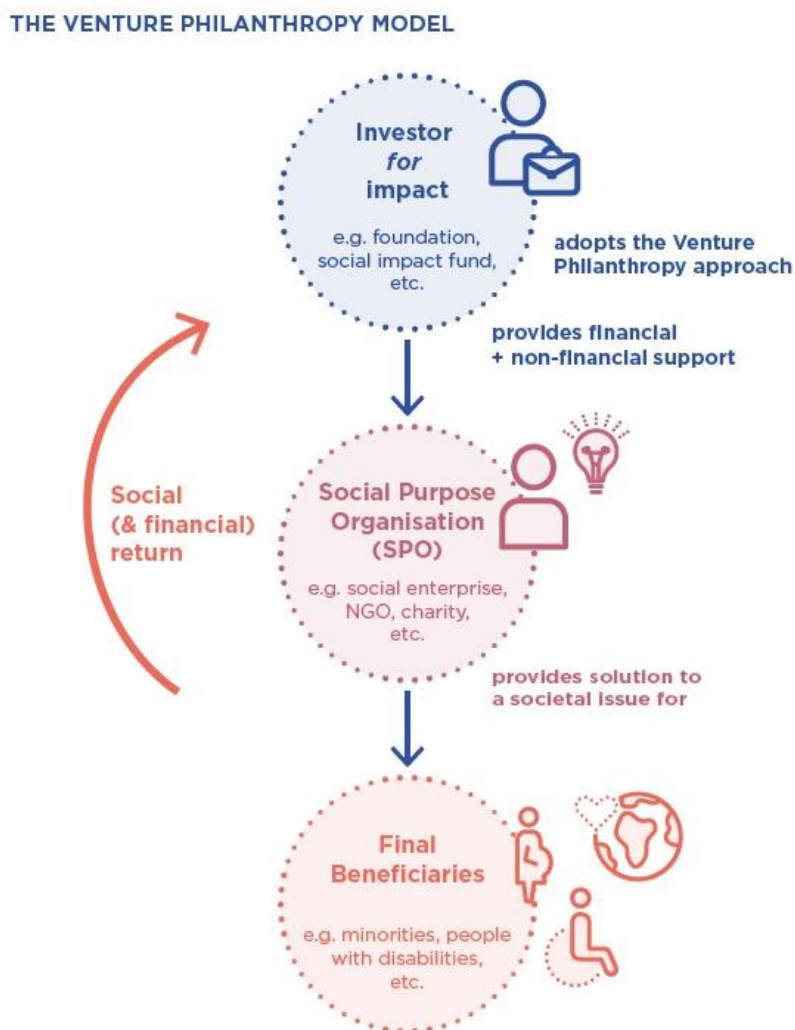 THE VENTURE PHILANTHROPY MODEL
Investor
for
impact
e.g. foundation,
social impact fund,
etc.
adopts the Venture
Philanthropy approach
provides financial
+ non-financial support
Social
(& financial)
return
Social Purpose
Organisation
(SPO)
e.g. social enterprise,
NGO, charity,
etc.
provides solution to
a societal issue for
Final
Beneficiaries
e.g. minorities, people
with disabilities,
etc.